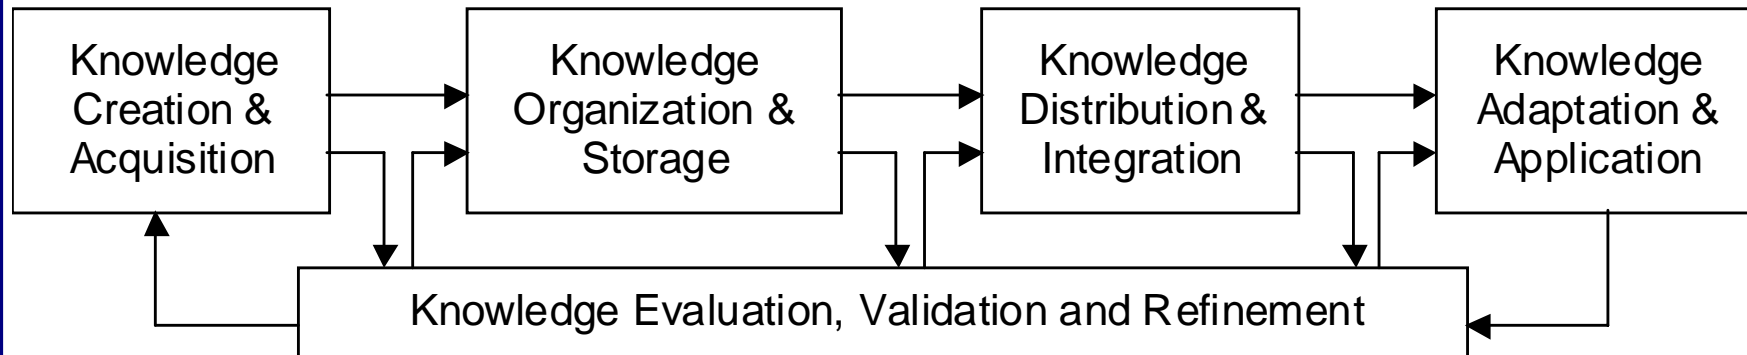 Knowledge
Creation &
Acquisition
Knowledge
Organization &
Storage
Knowledge
Distribution &
Integration
Knowledge
Adaptation &
Application
Knowledge Evaluation, Validation and Refinement